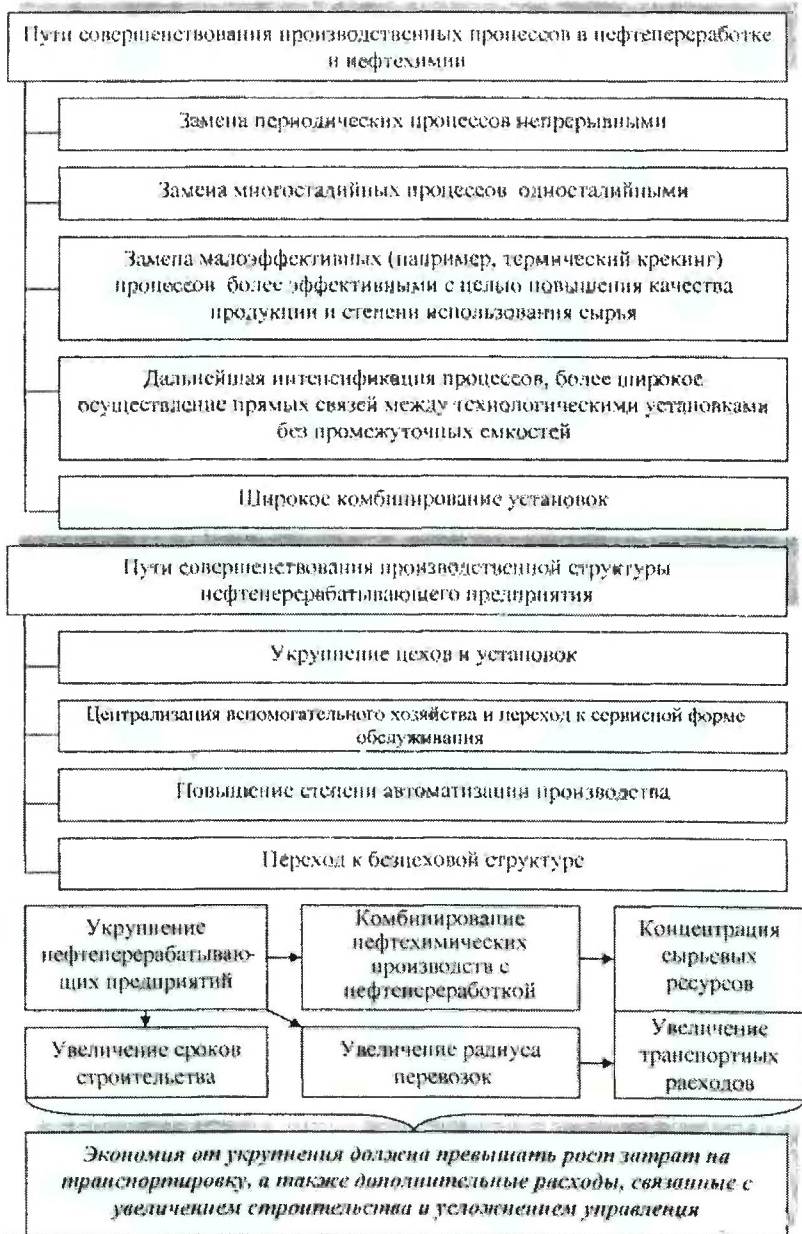 Пути совершенствования производственных процессов в нефтепереработке
и нефтехимии
Замена периодических процессов непрерывными
Замена многостадийных процессов одностадийными
Замена малоэффективных (например, термический крекинг)
процессов более эффективными с целью повышения качества
продукции и степени использования сырья
Дальнейшая интенсификация процессов, более широкое
осуществление прямых связей между технологическими установками
без промежуточных емкостей
Широкое комбинирование установок
Пути совершенствования производственной структуры
нефтеперерабатывающего предприятия
Укрупнение цехов и установок
Централизация вспомогательного хозяйства и переход к сервисной форме
обслуживания
Повышение степени автоматизации производства
Переход к безцеховой структуре
Укрупнение
нефтеперерабатываю-
щих предприятий
Комбинирование
нефтехимических
производств с
нефтепереработкой
Концентрация
сырьевых
ресурсов
Увеличение сроков
строительства
Увеличение радиуса
перевозок
Увеличение
транспортных
расходов
Экономия от укрупнения должна превышать рост затрат на
транспортировку, а также дополнительные расходы, связанные с
увеличением строительства и усложнением управления